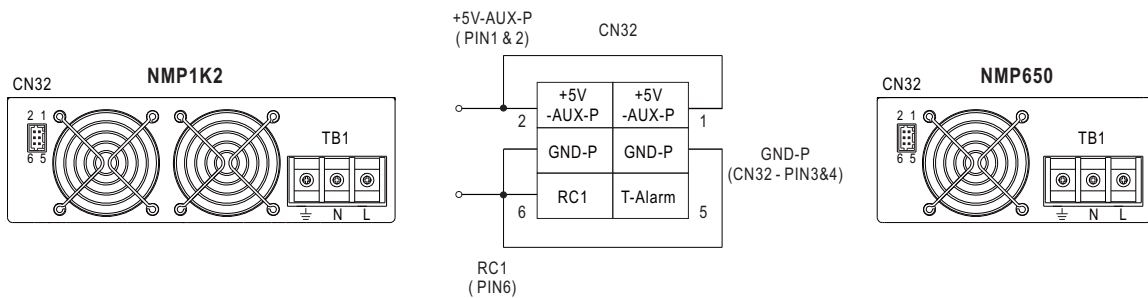 +5V-AUX-P
( PIN1 & 2)
CN32
NMP1K2
CN32
2 1
6 5
TB1
N L
+5V
-AUX-P
+5V
-AUX-P
2
1
GND-P
GND-P
RC1
T-Alarm
6
5
GND-P
(CN32 - PIN3&4)
RC1
( PIN6)
NMP650
CN32
2 1
6 5
TB1
N L